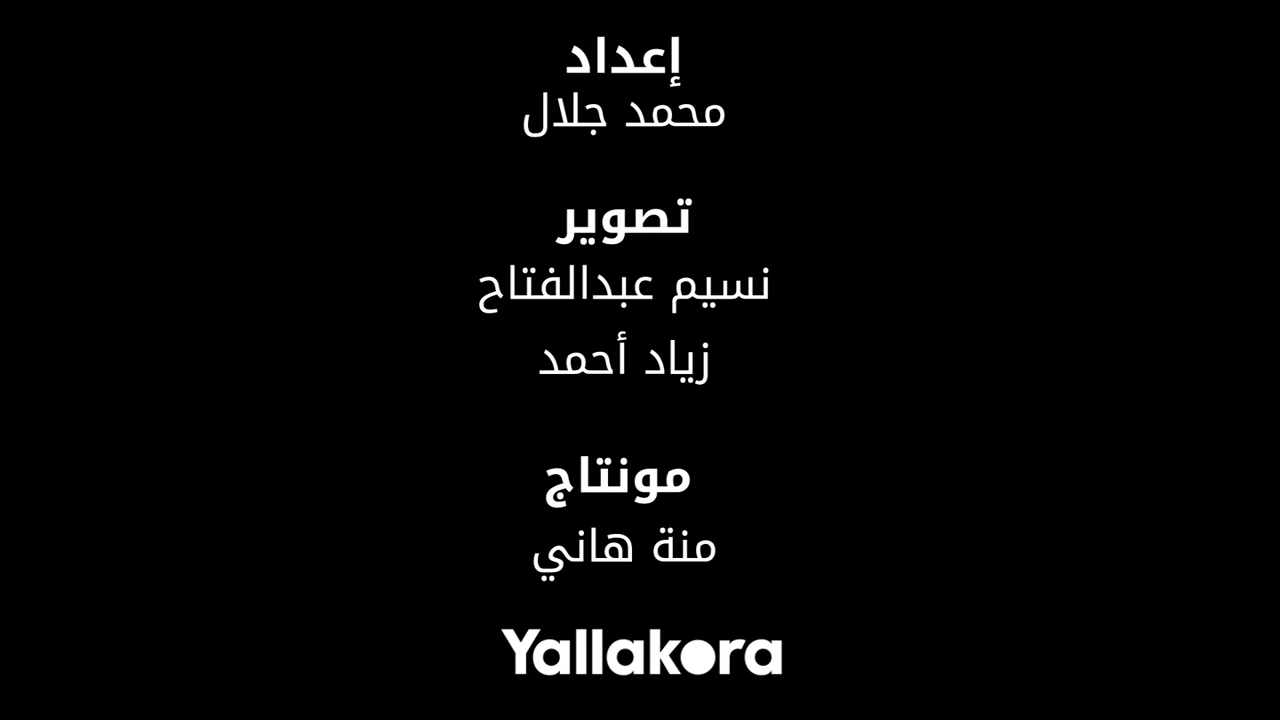 إعداد
محمد جلال
تصوير
نسيم عبدالفتاح
زياد أحمد
مونتاج
منة هاني
Yallakora